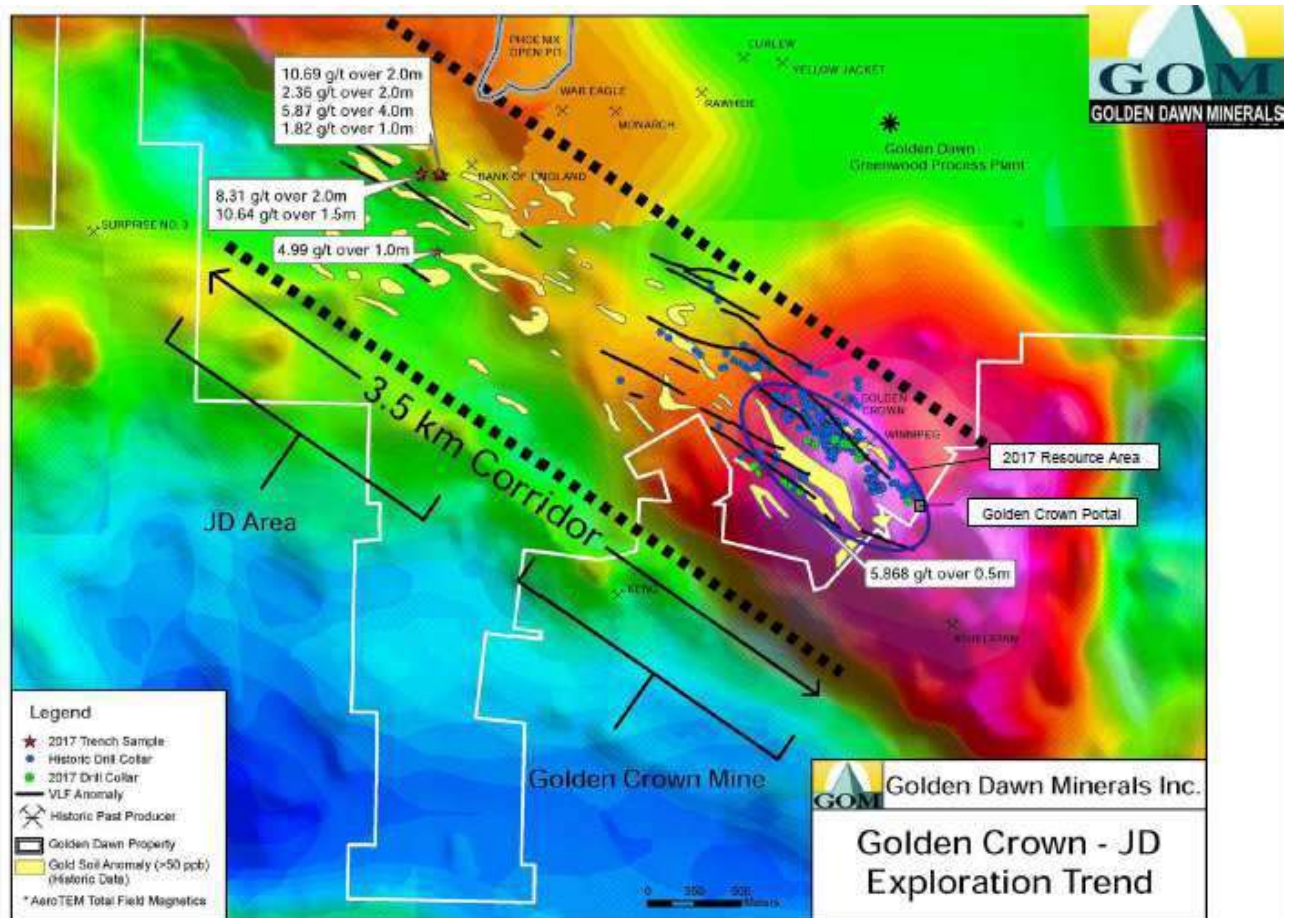 GOM
GOLDEN DAWN MINERALS
PHOENIX
OPEN PIT
CURLEW
YELLOW JACKET
10.69 g/t over 2.0m
2.36 g/t over 2.0m
5.87 g/t over 4.0m
1.82 g/t over 1.0m
WAR EAGLE
MONARCH
RAWHIDE
Golden Dawn
Greenwood Process Plant
BANK OF ENGLAND
8.31 g/t over 2.0m
10.64 g/t over 1.5m
SURPRISE NO. 3
4.99 g/t over 1.0m
3.5 km Corridor
GOLDEN
CROWN
WINNIPEG
2017 Resource Area
Golden Crown Portal
JD Area
5.868 g/t over 0.5m
Golden Crown Mine
Legend
2017 Trench Sample
Historic Drill Collar
2017 Drill Collar
VLF Anomaly
Historic Past Producer
Golden Dawn Property
Gold Soil Anomaly (>50 ppb)
(Historic Data)
* AeroTEM Total Field Magnetics
0
Meters
GOM
Golden Dawn Minerals Inc.
Golden Crown - JD
Exploration Trend